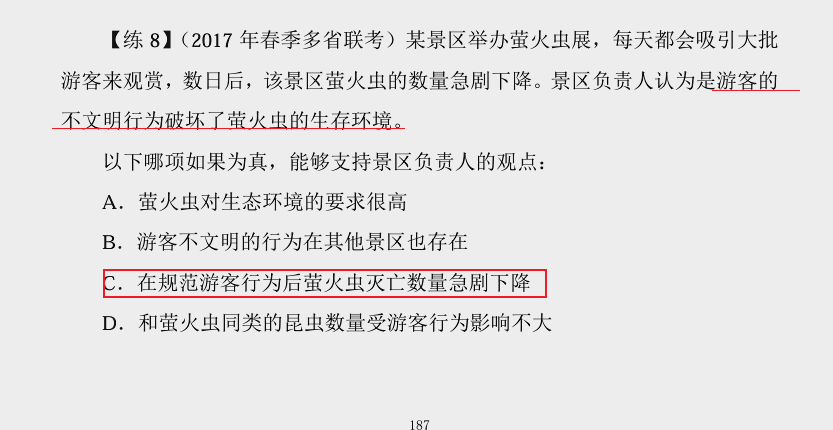 【练 8】（2017 年春季多省联考）某景区举办萤火虫展，每天都会吸引大批
游客来观赏，数日后，该景区萤火虫的数量急剧下降。景区负责人认为是游客的
不文明行为破坏了萤火虫的生存环境。
以下哪项如果为真，能够支持景区负责人的观点：
A．萤火虫对生态环境的要求很高
B．游客不文明的行为在其他景区也存在
C．在规范游客行为后萤火虫灭亡数量急剧下降
D．和萤火虫同类的昆虫数量受游客行为影响不大
187